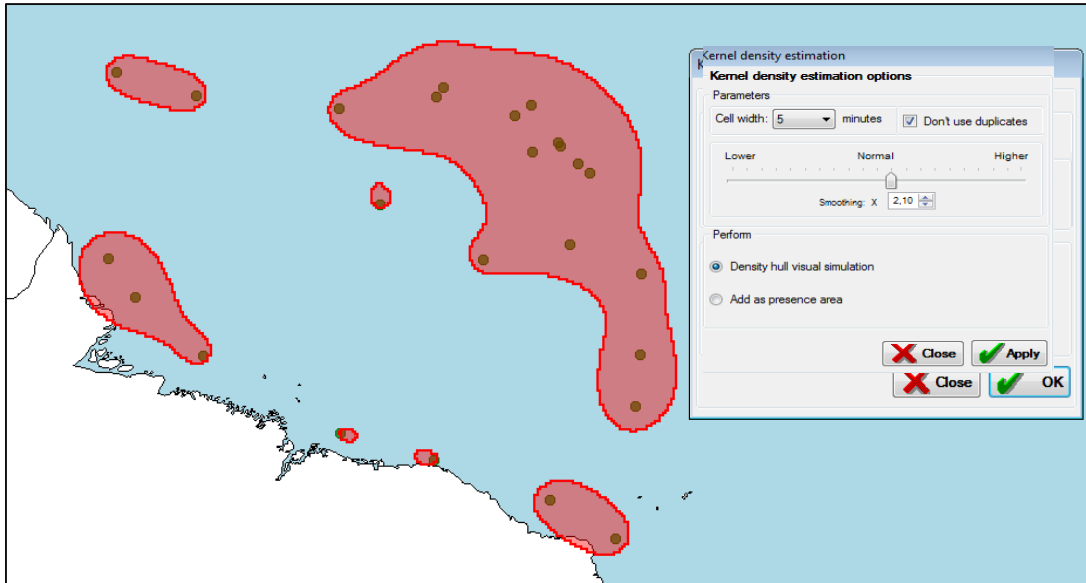 Kernel density estimation
K
Kernel density estimation options
Parameters
Cell width: 5 minutes Don't use duplicates
Lower Normal Higher
Smoothing: X 2,10
Perform
Density hull visual simulation
Add as presence area
Close Apply
Close OK